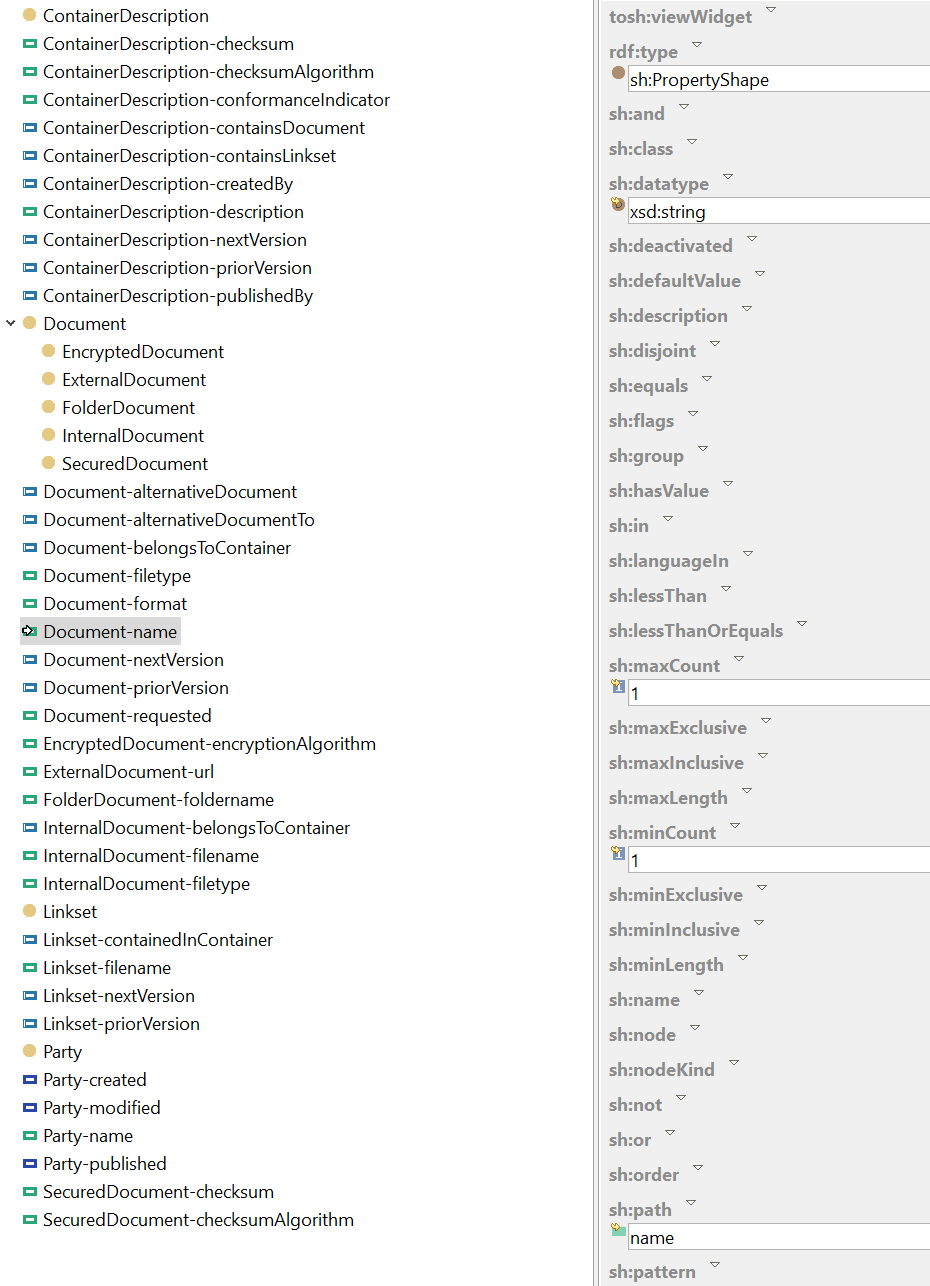 ContainerDescription
ContainerDescription-checksum
ContainerDescription-checksumAlgorithm
ContainerDescription-conformanceIndicator
ContainerDescription-containsDocument
ContainerDescription-containsLinkset
ContainerDescription-createdBy
ContainerDescription-description
ContainerDescription-nextVersion
ContainerDescription-priorVersion
ContainerDescription-publishedBy
Document
EncryptedDocument
ExternalDocument
FolderDocument
InternalDocument
SecuredDocument
Document-alternativeDocument
Document-alternativeDocumentTo
Document-belongsToContainer
Document-filetype
Document-format
Document-name
Document-nextVersion
Document-priorVersion
Document-requested
EncryptedDocument-encryptionAlgorithm
ExternalDocument-url
FolderDocument-foldername
InternalDocument-belongsToContainer
InternalDocument-filename
InternalDocument-filetype
Linkset
Linkset-containedInContainer
Linkset-filename
Linkset-nextVersion
Linkset-priorVersion
Party
Party-created
Party-modified
Party-name
Party-published
SecuredDocument-checksum
SecuredDocument-checksumAlgorithm
tosh:viewWidget
rdf:type
sh:PropertyShape
sh:and
sh:class
sh:datatype
xsd:string
sh:deactivated
sh:defaultValue
sh:description
sh:disjoint
sh:equals
sh:flags
sh:group
sh:hasValue
sh:in
sh:languageIn
sh:lessThan
sh:lessThanOrEquals
sh:maxCount
1
sh:maxExclusive
sh:maxInclusive
sh:maxLength
sh:minCount
1
sh:minExclusive
sh:minInclusive
sh:minLength
sh:name
sh:node
sh:nodeKind
sh:not
sh:or
sh:order
sh:path
name
sh:pattern